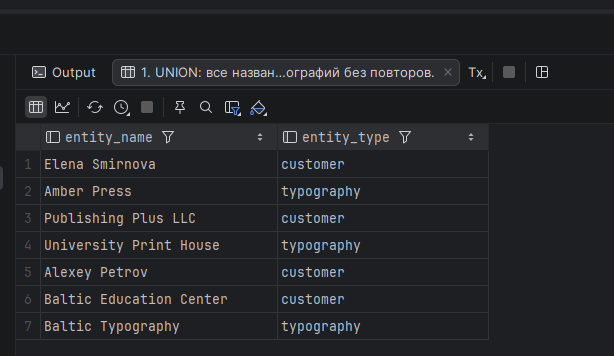 Output 1. UNION: все назван...ографий без повторов. × Tx
entity_name entity_type
1 Elena Smirnova customer
2 Amber Press typography
3 Publishing Plus LLC customer
4 University Print House typography
5 Alexey Petrov customer
6 Baltic Education Center customer
7 Baltic Typography typography